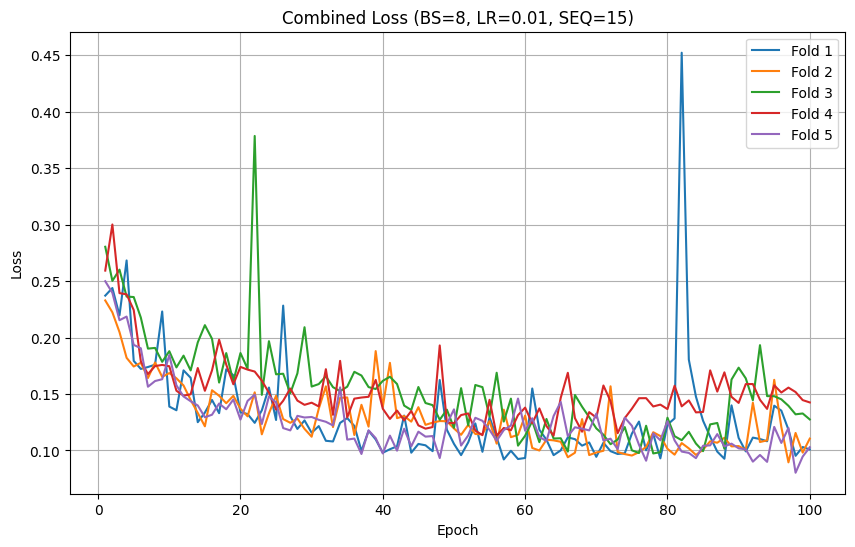 Combined Loss (BS=8, LR=0.01, SEQ=15)
Fold 1
Fold 2
Fold 3
Fold 4
Fold 5
Loss
0.45
0.40
0.35
0.30
0.25
0.20
0.15
0.10
0
20
40
60
80
100
Epoch